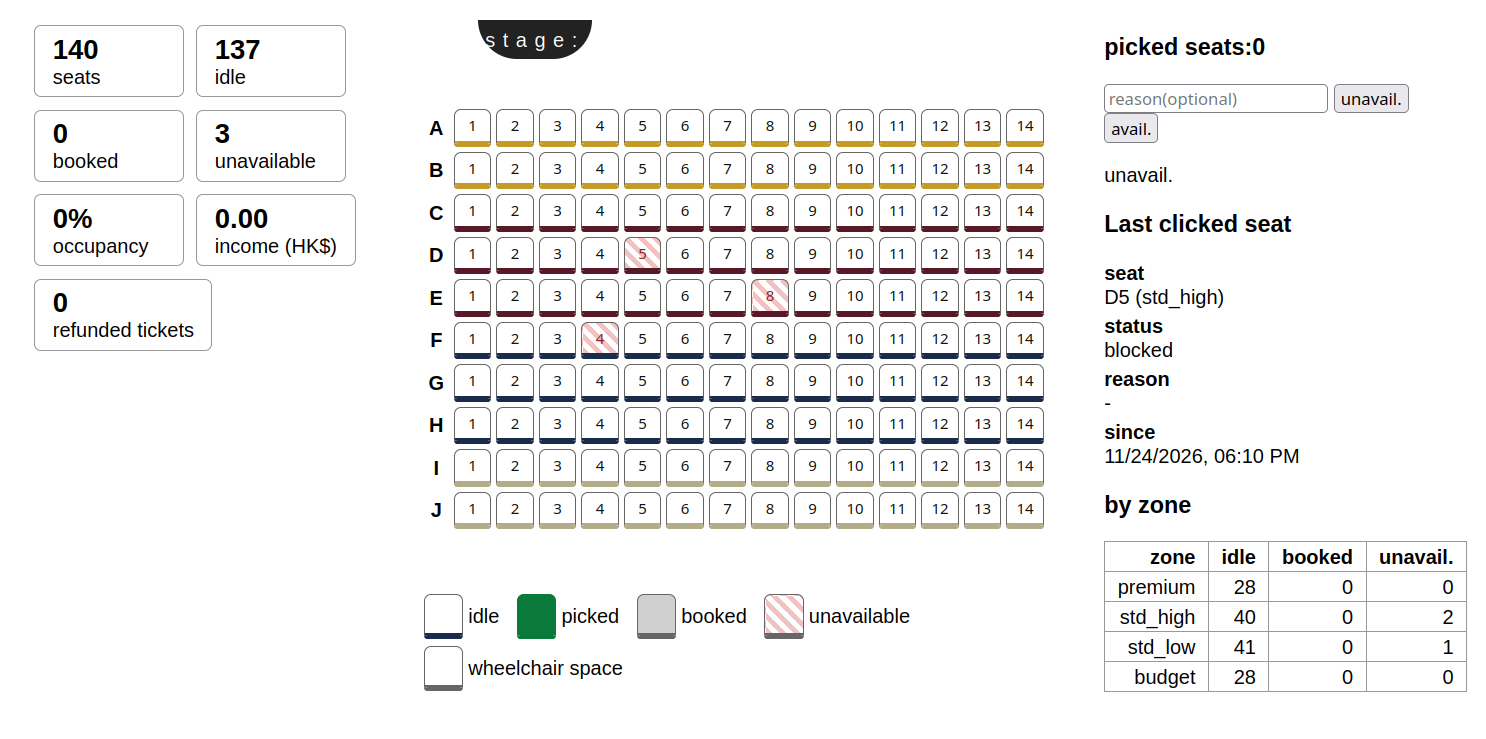 140
seats
137
idle
0
booked
3
unavailable
0%
occupancy
0.00
income (HK$)
0
refunded tickets
stage:
A 1 2 3 4 5 6 7 8 9 10 11 12 13 14
B 1 2 3 4 5 6 7 8 9 10 11 12 13 14
C 1 2 3 4 5 6 7 8 9 10 11 12 13 14
D 1 2 3 4 5 6 7 8 9 10 11 12 13 14
E 1 2 3 4 5 6 7 8 9 10 11 12 13 14
F 1 2 3 4 5 6 7 8 9 10 11 12 13 14
G 1 2 3 4 5 6 7 8 9 10 11 12 13 14
H 1 2 3 4 5 6 7 8 9 10 11 12 13 14
I 1 2 3 4 5 6 7 8 9 10 11 12 13 14
J 1 2 3 4 5 6 7 8 9 10 11 12 13 14
idle picked booked unavailable
wheelchair space
picked seats:0
reason(optional) unavail.
avail.
unavail.
Last clicked seat
seat
D5 (std_high)
status
blocked
reason
-
since
11/24/2026, 06:10 PM
by zone
zone idle booked unavail.
premium 28 0 0
std_high 40 0 2
std_low 41 0 1
budget 28 0 0